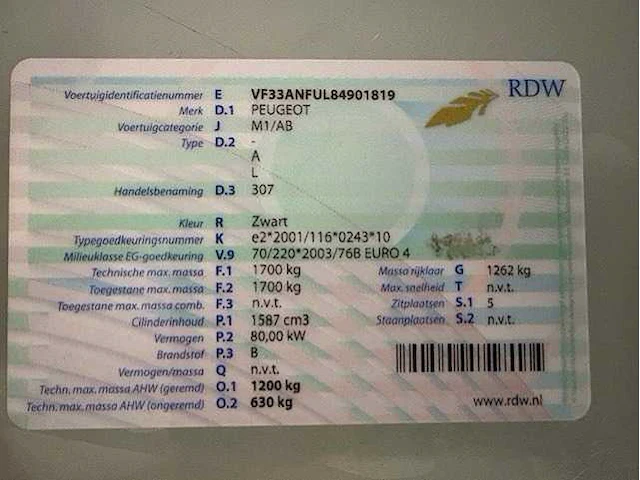 RDW
Voertuigidentificatienummer E VF33ANFUL84901819
Merk D.1 PEUGEOT
Voertuigcategorie J M1/AB
Type D.2 -
A
L
Handelsbenaming D.3 307
Kleur R Zwart
Typegoedkeuringsnummer K e2*2001/116*0243*10
Milieuklasse EG-goedkeuring V.9 70/220*2003/76B EURO 4
Technische max. massa F.1 1700 kg Massa rijklaar G 1262 kg
Toegestane max. massa F.2 1700 kg Max. snelheid T n.v.t.
Toegestane max. massa comb. F.3 n.v.t. Zitplaatsen S.1 5
Cilinderinhoud P.1 1587 cm3 Staanplaatsen S.2 n.v.t.
Vermogen P.2 80,00 kW
Brandstof P.3 B
Vermogen/massa Q n.v.t.
Techn. max. massa AHW (geremd) O.1 1200 kg
Techn. max. massa AHW (ongeremd) O.2 630 kg www.rdw.nl